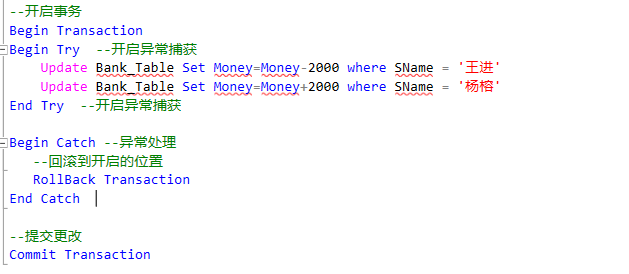 --开启事务
Begin Transaction
Begin Try  --开启异常捕获
Update Bank_Table Set Money=Money-2000 where SName = '王进'
Update Bank_Table Set Money=Money+2000 where SName = '杨榕'
End Try  --开启异常捕获
Begin Catch --异常处理
--回滚到开启的位置
RollBack Transaction
End Catch
--提交更改
Commit Transaction